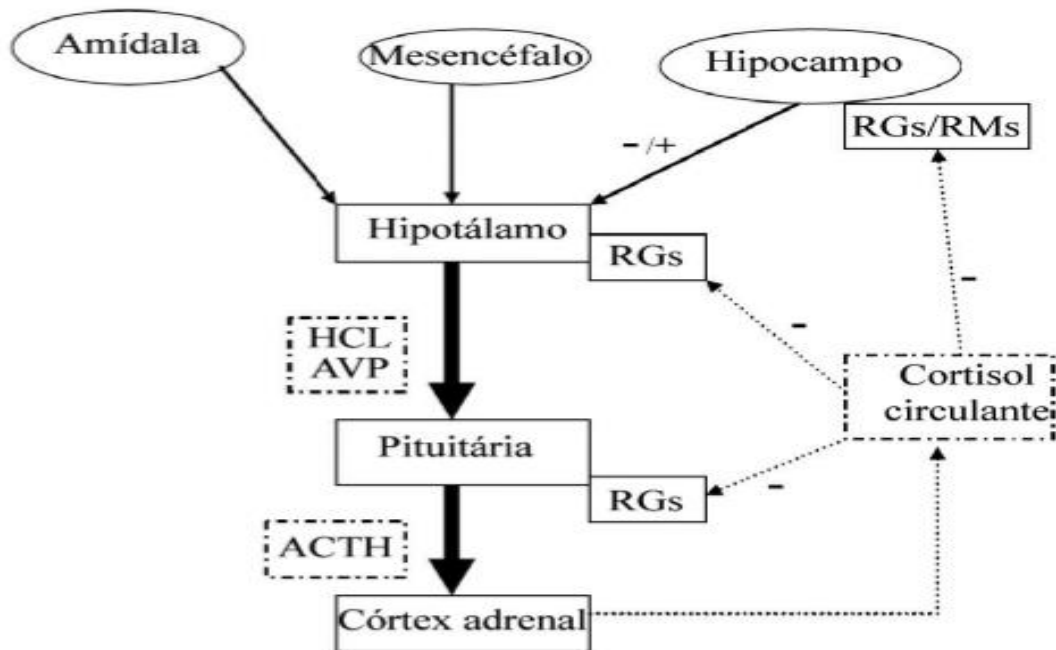 Amídala
Mesencéfalo
Hipocampo
RGs/RMs
- /+
Hipotálamo
RGs
-
-
HCL
AVP
Cortisol
circulante
Pituitária
RGs
-
ACTH
Córtex adrenal